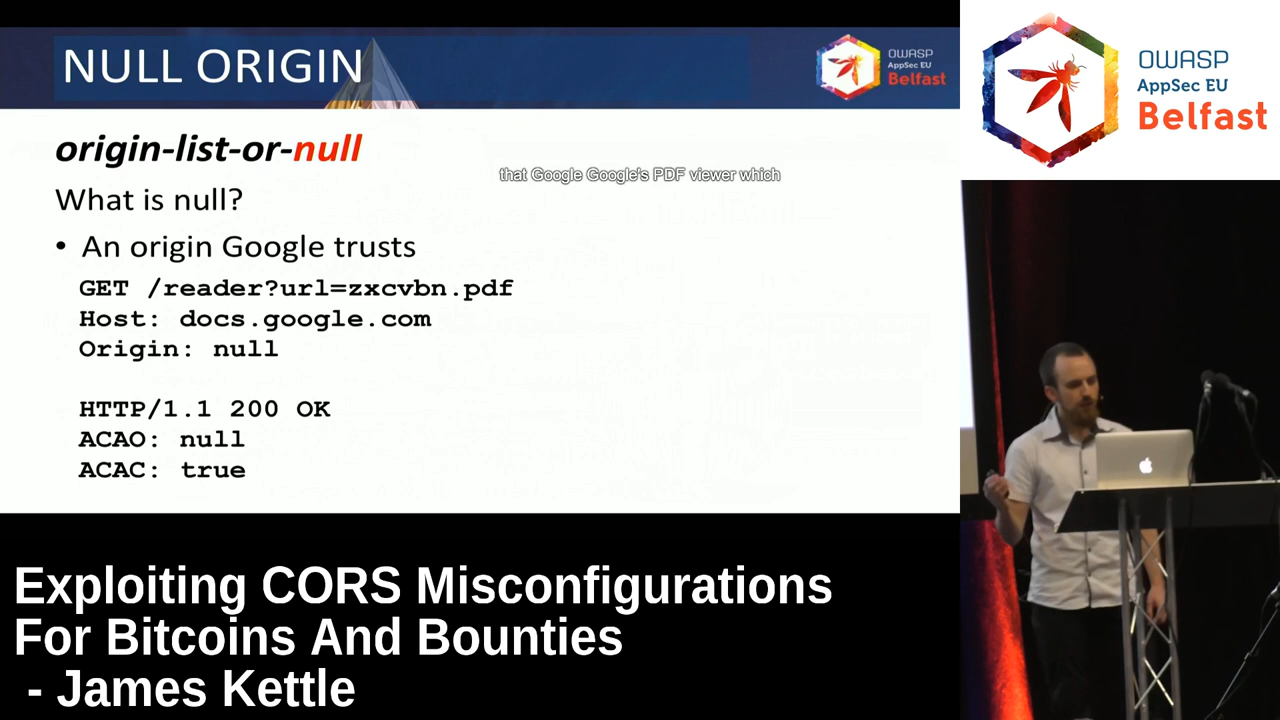 NULL ORIGIN
OWASP
AppSec EU
Belfast
origin-list-or-null
that Google Google's PDF viewer which
What is null?
• An origin Google trusts
GET /reader?url=zxcvbn.pdf
Host: docs.google.com
Origin: null
HTTP/1.1 200 OK
ACAO: null
ACAC: true
OWASP
AppSec EU
Belfast
Exploiting CORS Misconfigurations
For Bitcoins And Bounties
- James Kettle